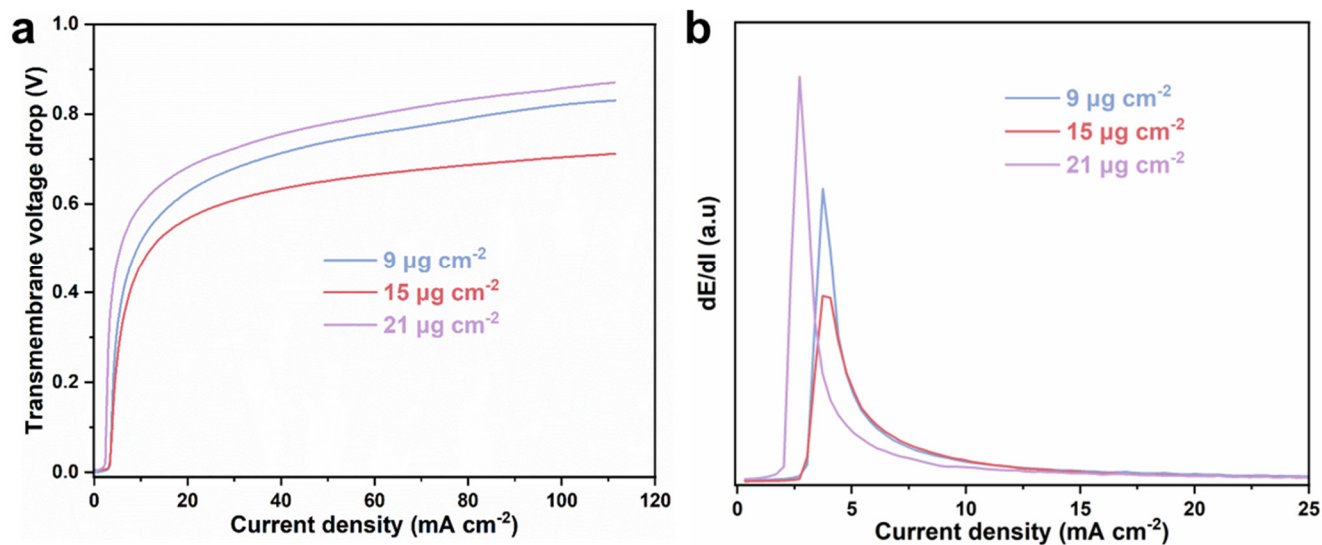 a
Transmembrane voltage drop (V)
1.0
0.8
0.6
0.4
0.2
0.0
9 µg cm-2
15 µg cm-2
21 µg cm-2
0 20 40 60 80 100 120
Current density (mA cm-2)
b
dE/dI (a.u)
9 µg cm-2
15 µg cm-2
21 µg cm-2
0 5 10 15 20 25
Current density (mA cm-2)